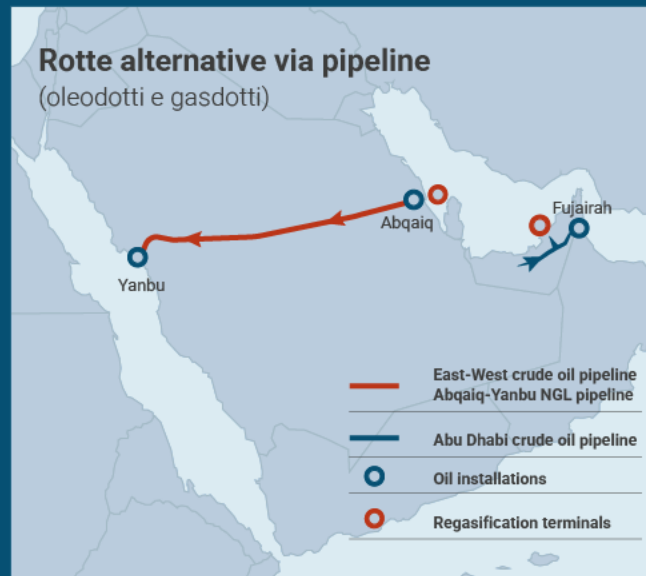 Rotte alternative via pipeline
(oleodotti e gasdotti)
Fujairah
Abqaiq
Yanbu
East-West crude oil pipeline
Abqaiq-Yanbu NGL pipeline
Abu Dhabi crude oil pipeline
Oil installations
Regasification terminals